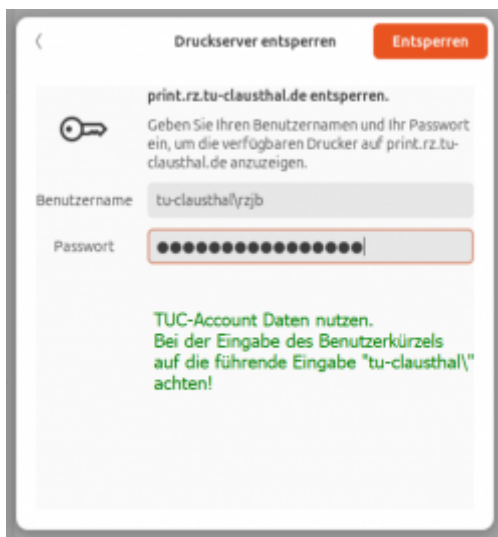 Druckserver entsperren
Entsperren
print.rz.tu-clausthal.de entsperren.
Geben Sie Ihren Benutzernamen und Ihr Passwort
ein, um die verfügbaren Drucker auf print.rz.tu-
clausthal.de anzuzeigen.
Benutzername
tu-clausthal\rzjb
Passwort
●●●●●●●●●●●●●●●●
TUC-Account Daten nutzen.
Bei der Eingabe des Benutzerkürzels
auf die führende Eingabe "tu-clausthal\"
achten!